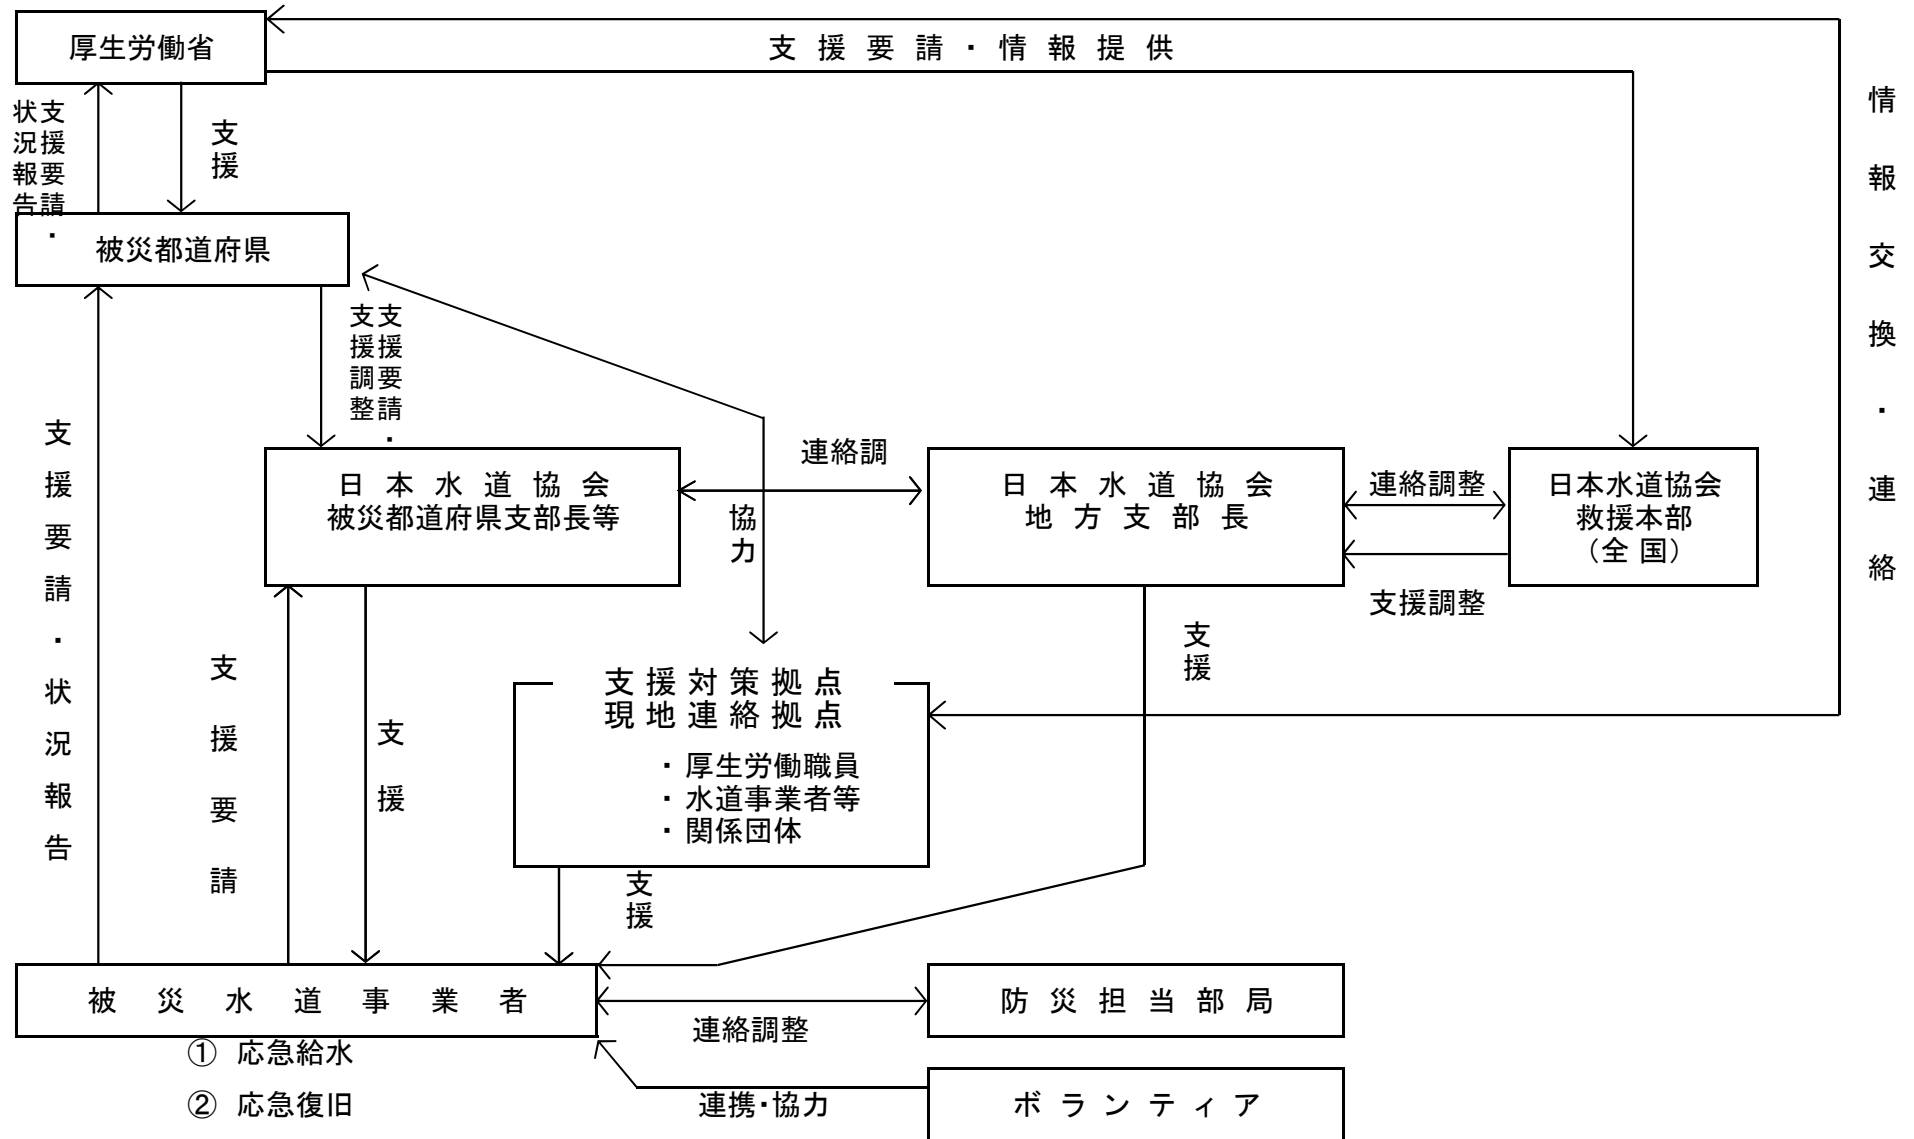 厚生労働省
支援要請・情報提供
支援要請・
状況報告
支援
情報交換・連絡
被災都道府県
支援要請・
支援調整
連絡調
協力
日本水道協会
被災都道府県支部長等
日本水道協会
地方支部長
連絡調整
支援調整
日本水道協会
救援本部
（全 国）
支援要請・状況報告
支援要請
支援
支援
支援対策拠点
現地連絡拠点
・厚生労働職員
・水道事業者等
・関係団体
支援
被災水道事業者
連絡調整
防災担当部局
① 応急給水
② 応急復旧
連携・協力
ボランティア